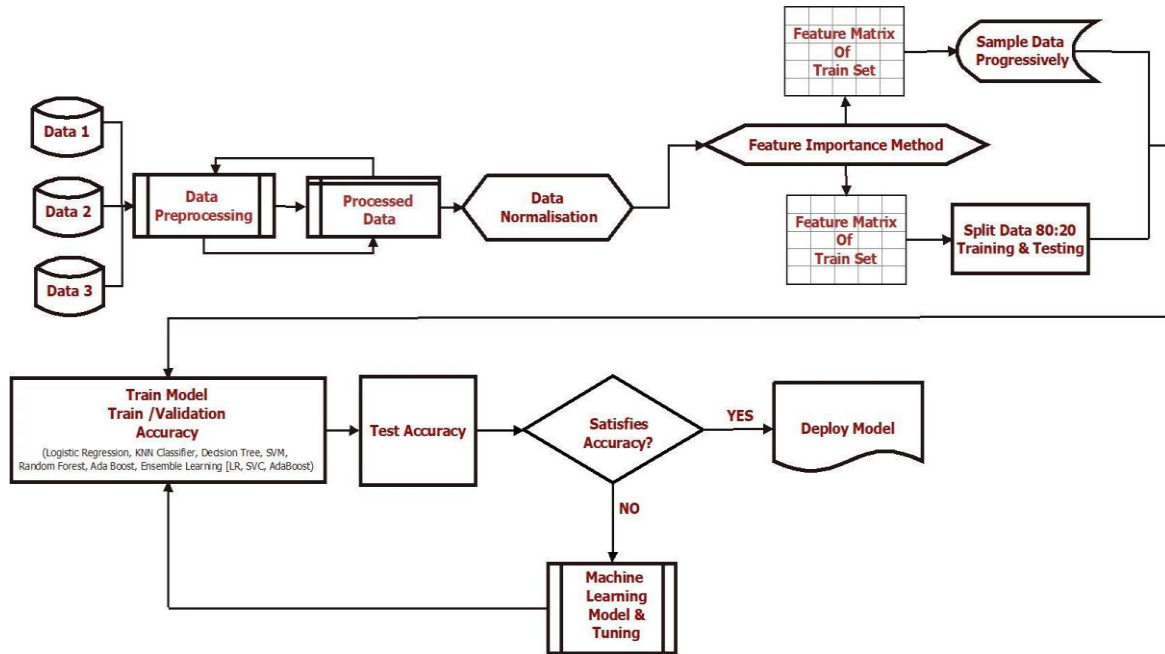 Feature Matrix
Of
Train Set
Sample Data
Progressively
Data 1
Data 2
Data 3
Data
Preprocessing
Processed
Data
Data
Normalisation
Feature Importance Method
Feature Matrix
Of
Train Set
Split Data 80:20
Training & Testing
Train Model
Train /Validation
Accuracy
(Logistic Regression, KNN Classifier, Decision Tree, SVM,
Random Forest, Ada Boost, Ensemble Learning [LR, SVC, AdaBoost)
Test Accuracy
Satisfies
Accuracy?
YES
Deploy Model
NO
Machine
Learning
Model &
Tuning